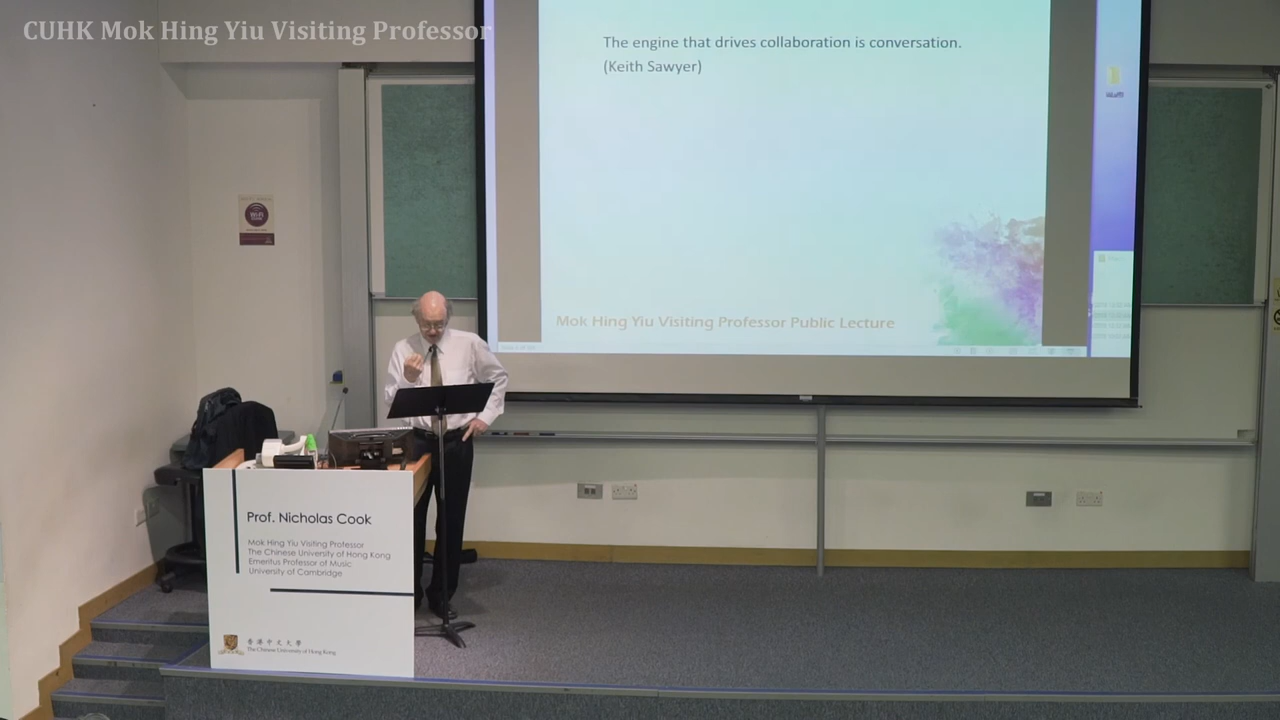 CUHK Mok Hing Yiu Visiting Professor
The engine that drives collaboration is conversation.
(Keith Sawyer)
Wi-Fi
Mok Hing Yiu Visiting Professor Public Lecture
Prof. Nicholas Cook
Mok Hing Yiu Visiting Professor
The Chinese University of Hong Kong
Emeritus Professor of Music
University of Cambridge
香港中文大學
The Chinese University of Hong Kong